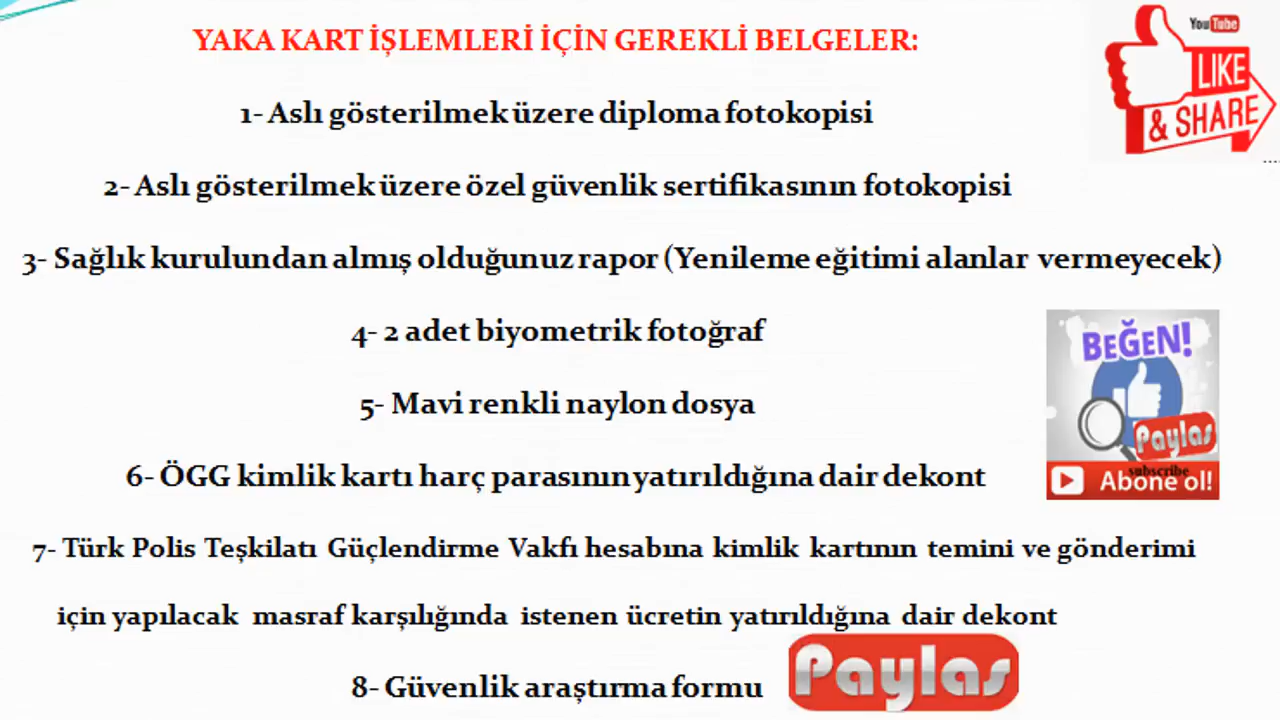 YAKA KART İŞLEMLERİ İÇİN GEREKLİ BELGELER:
You Tube
LIKE
& SHARE
1- Aslı gösterilmek üzere diploma fotokopisi
2- Aslı gösterilmek üzere özel güvenlik sertifikasının fotokopisi
3- Sağlık kurulundan almış olduğunuz rapor (Yenileme eğitimi alanlar vermeyecek)
4- 2 adet biyometrik fotoğraf
BEĞEN!
5- Mavi renkli naylon dosya
Paylas
subscribe
Abone ol!
6- ÖGG kimlik kartı harç parasının yatırıldığına dair dekont
7- Türk Polis Teşkilatı Güçlendirme Vakfı hesabına kimlik kartının temini ve gönderimi
için yapılacak masraf karşılığında istenen ücretin yatırıldığına dair dekont
8- Güvenlik araştırma formu
Paylas